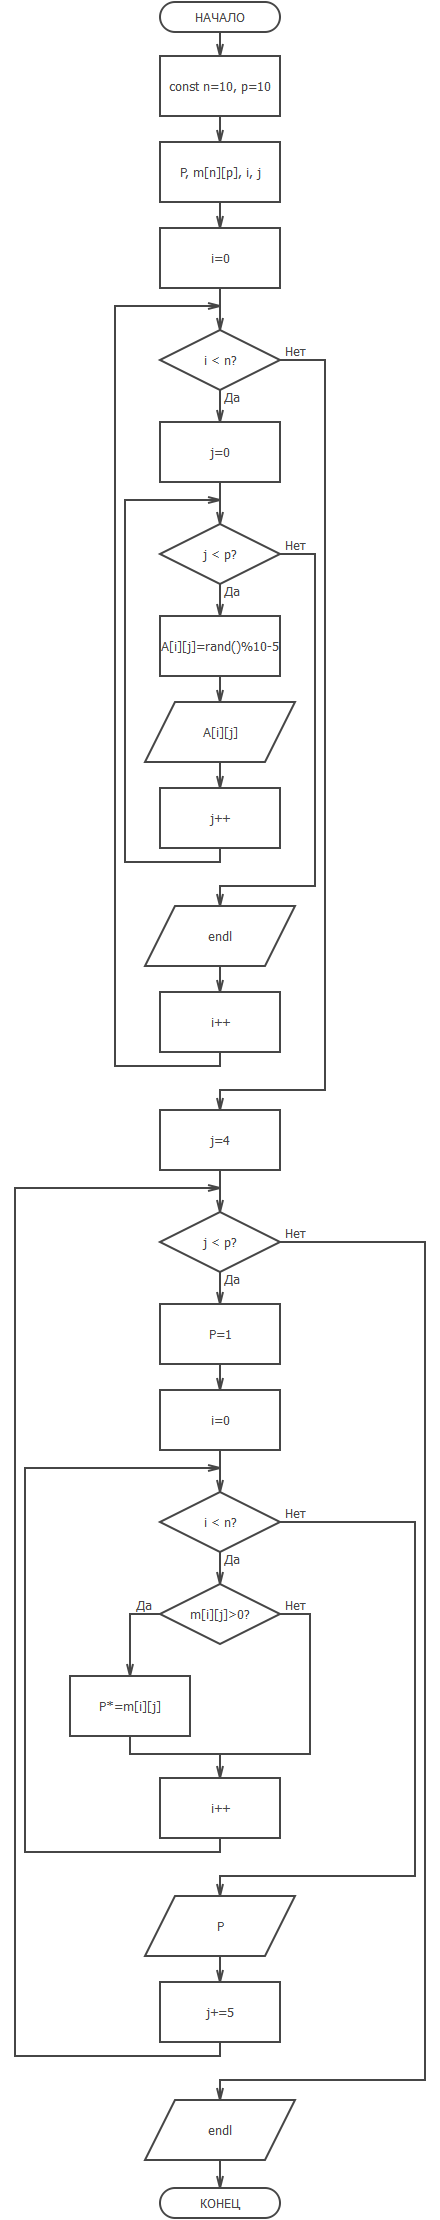 НАЧАЛО
const n=10, p=10
P, m[n][p], i, j
i=0
i < n?
Нет
Да
j=0
j < p?
Нет
Да
A[i][j]=rand()%10-5
A[i][j]
j++
endl
i++
j=4
j < p?
Нет
Да
P=1
i=0
i < n?
Нет
Да
Да
m[i][j]>0?
Нет
P*=m[i][j]
i++
P
j+=5
endl
КОНЕЦ